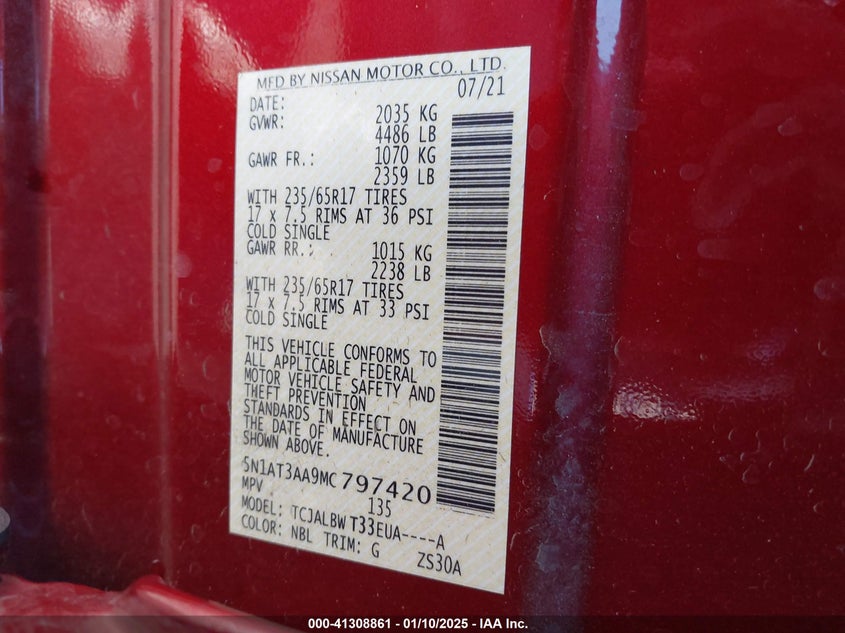 MFD BY NISSAN MOTOR CO., LTD.
DATE: 07/21
GVWR: 2035 KG
4486 LB
GAWR FR.: 1070 KG
2359 LB
WITH 235/65R17 TIRES
17 x 7.5 RIMS AT 36 PSI
COLD SINGLE
GAWR RR.: 1015 KG
2238 LB
WITH 235/65R17 TIRES
17 x 7.5 RIMS AT 33 PSI
COLD SINGLE
THIS VEHICLE CONFORMS TO
ALL APPLICABLE FEDERAL
MOTOR VEHICLE SAFETY AND
THEFT PREVENTION
STANDARDS IN EFFECT ON
THE DATE OF MANUFACTURE
SHOWN ABOVE.
5N1AT3AA9MC797420
MPV 135
MODEL: TCJALBW T33EUA----A
COLOR: NBL TRIM: G ZS30A
000-41308861 — 01/10/2025 — IAA Inc.